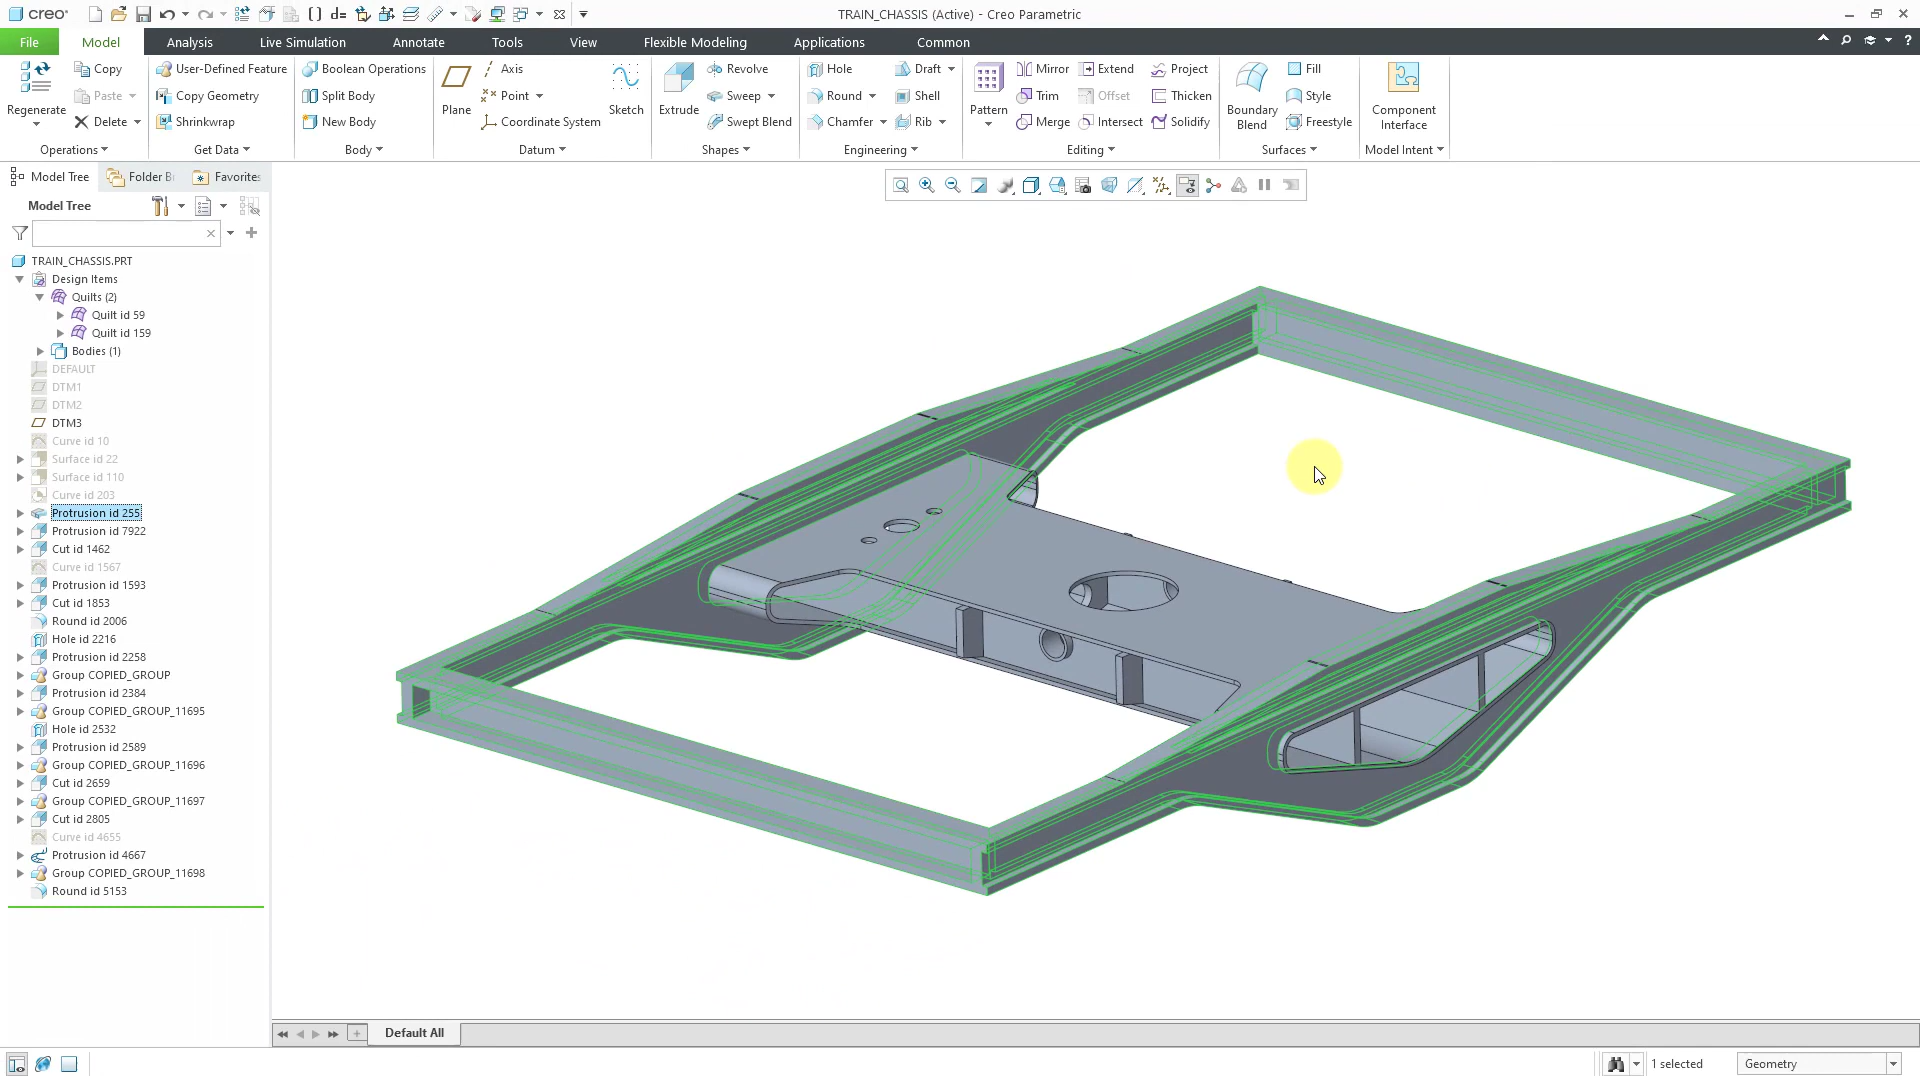 creo
TRAIN_CHASSIS (Active) - Creo Parametric
File Model Analysis Live Simulation Annotate Tools View Flexible Modeling Applications Common
Regenerate
Copy
Paste
Delete
Operations
User-Defined Feature
Copy Geometry
Shrinkwrap
Get Data
Boolean Operations
Split Body
New Body
Body
Plane
Axis
Point
Coordinate System
Sketch
Datum
Extrude
Revolve
Sweep
Swept Blend
Shapes
Hole
Round
Chamfer
Draft
Shell
Rib
Engineering
Pattern
Mirror
Trim
Merge
Extend
Offset
Intersect
Project
Thicken
Solidify
Editing
Boundary
Blend
Fill
Style
Freestyle
Surfaces
Component
Interface
Model Intent
Model Tree Folder B Favorites
Model Tree
TRAIN_CHASSIS.PRT
Design Items
Quilts (2)
Quilt id 59
Quilt id 159
Bodies (1)
DEFAULT
DTM1
DTM2
DTM3
Curve id 10
Surface id 22
Surface id 110
Curve id 203
Protrusion id 255
Protrusion id 7922
Cut id 1462
Curve id 1567
Protrusion id 1593
Cut id 1853
Round id 2006
Hole id 2216
Protrusion id 2258
Group COPIED_GROUP
Protrusion id 2384
Group COPIED_GROUP_11695
Hole id 2532
Protrusion id 2589
Group COPIED_GROUP_11696
Cut id 2659
Group COPIED_GROUP_11697
Cut id 2805
Curve id 4655
Protrusion id 4667
Group COPIED_GROUP_11698
Round id 5153
Default All
1 selected
Geometry